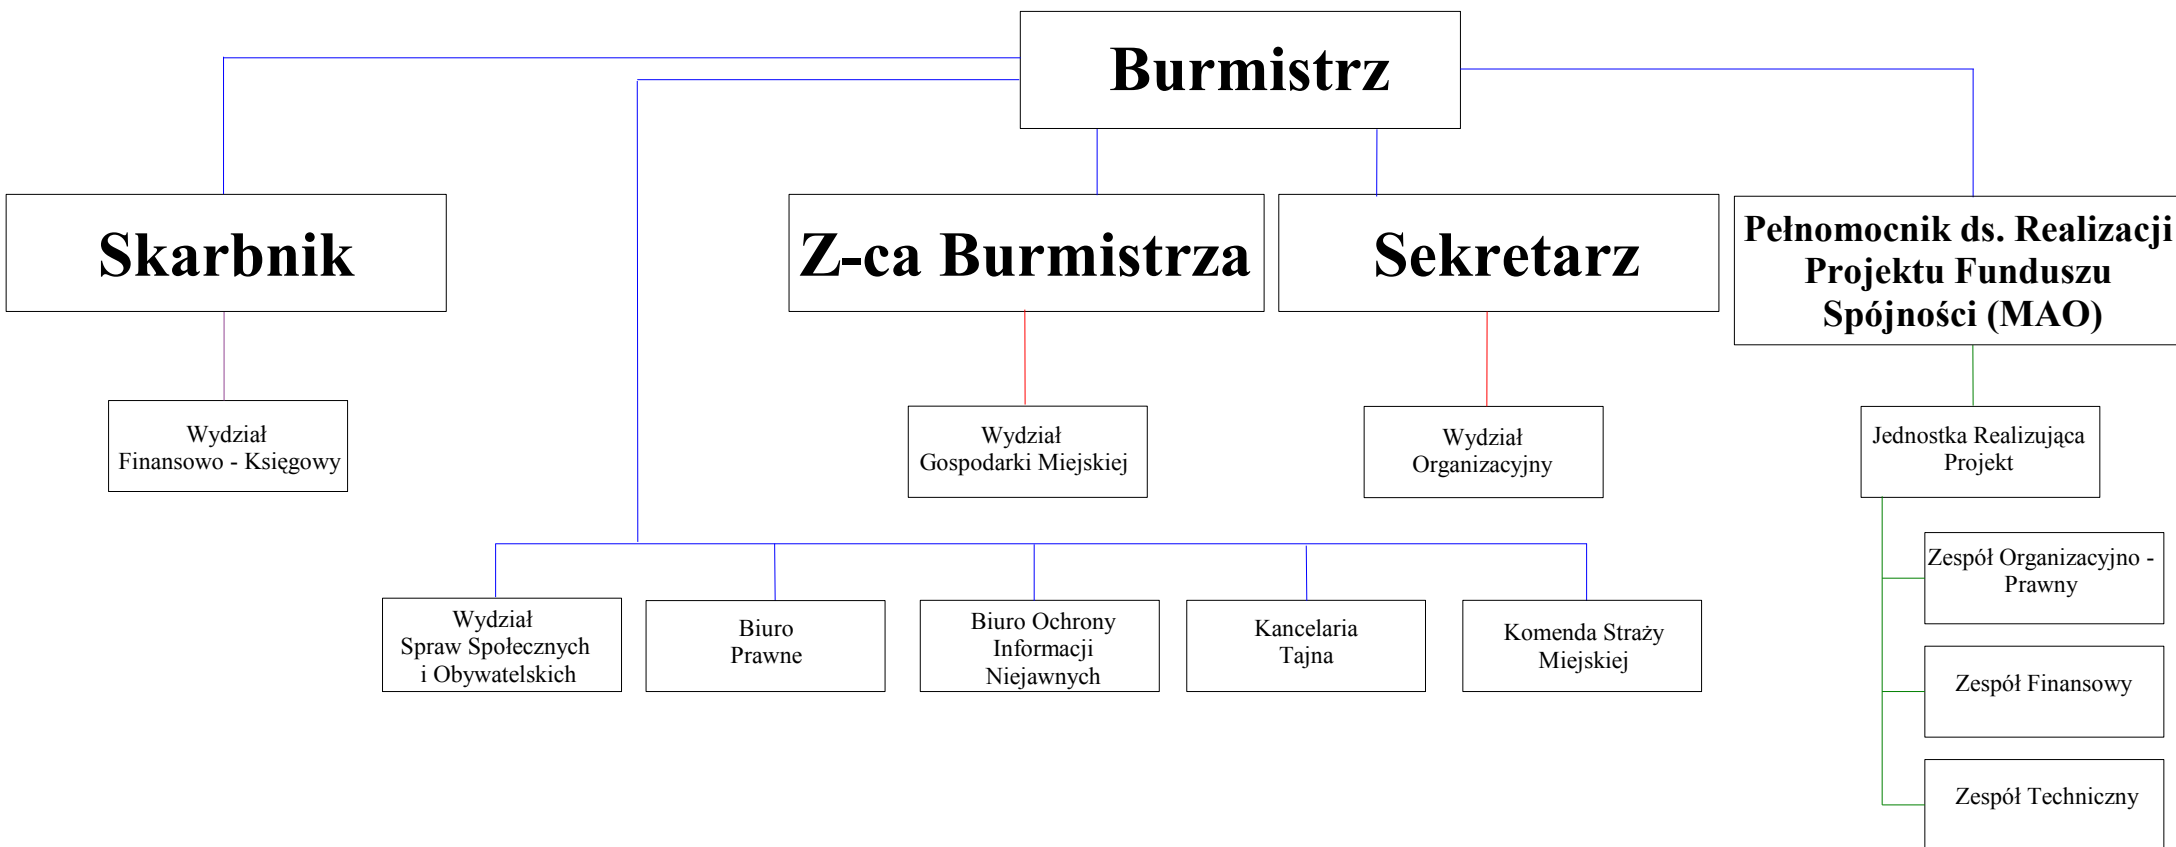 Burmistrz
Skarbnik
Z-ca Burmistrza
Sekretarz
Pełnomocnik ds. Realizacji
Projektu Funduszu
Spójności (MAO)
Wydział
Finansowo - Księgowy
Wydział
Gospodarki Miejskiej
Wydział
Organizacyjny
Jednostka Realizująca
Projekt
Wydział
Spraw Społecznych
i Obywatelskich
Biuro
Prawne
Biuro Ochrony
Informacji
Niejawnych
Kancelaria
Tajna
Komenda Straży
Miejskiej
Zespół Organizacyjno -
Prawny
Zespół Finansowy
Zespół Techniczny